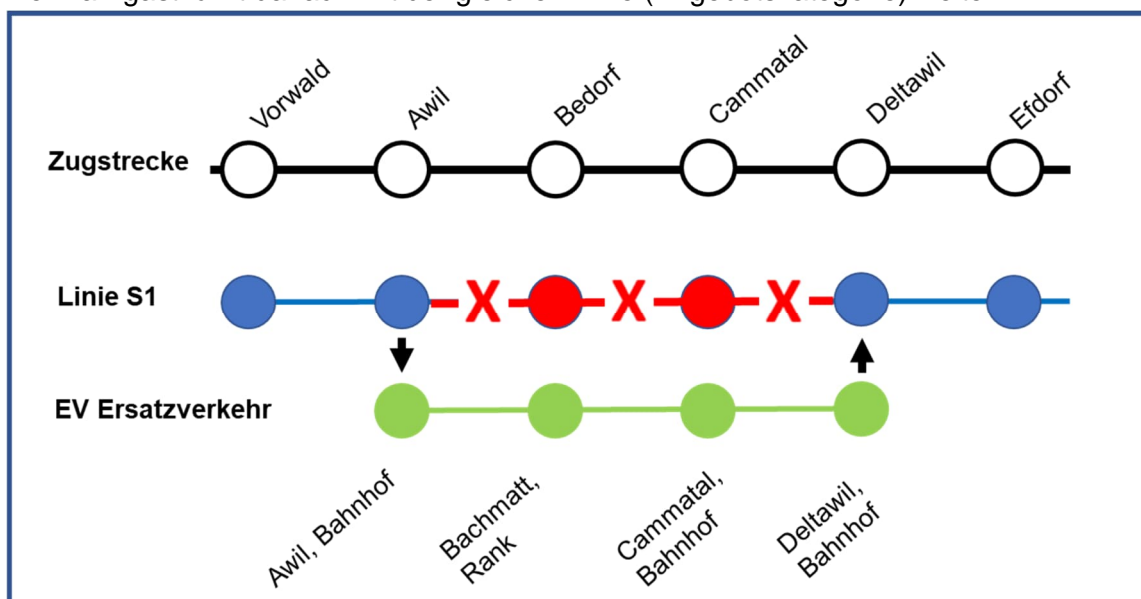 Vorwald
Awil
Bedorf
Cammatal
Deltawil
Efdorf
Zugstrecke
Linie S1
X X X
EV Ersatzverkehr
Awil, Bahnhof
Bachmatt,
Rank
Cammatal,
Bahnhof
Deltawil,
Bahnhof